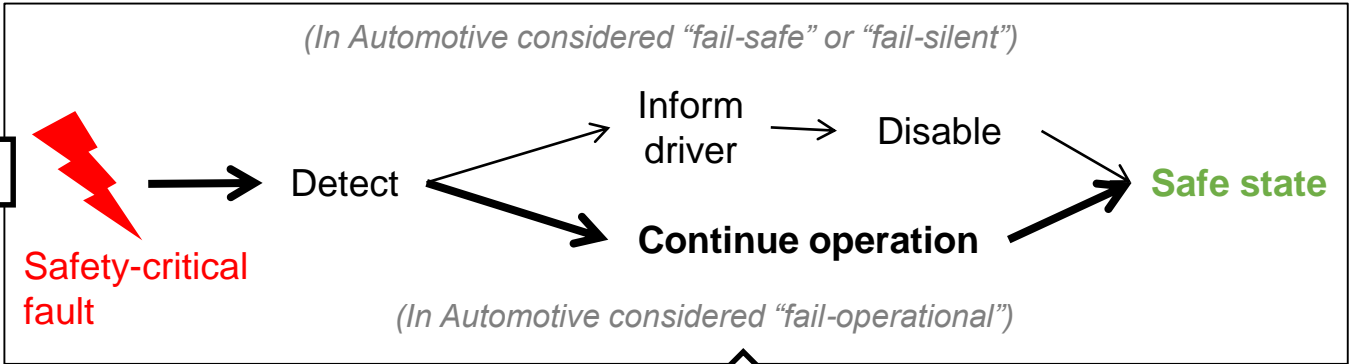 (In Automotive considered “fail-safe” or “fail-silent”)
Inform
driver
Disable
Detect
Safe state
Continue operation
Safety-critical
fault
(In Automotive considered “fail-operational”)